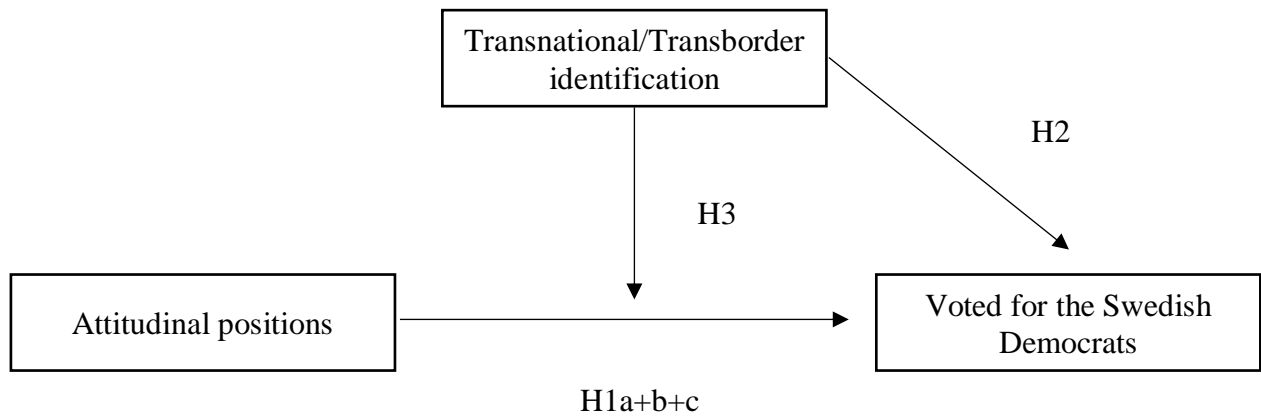 Transnational/Transborder
identification
H2
H3
Attitudinal positions
Voted for the Swedish
Democrats
H1a+b+c